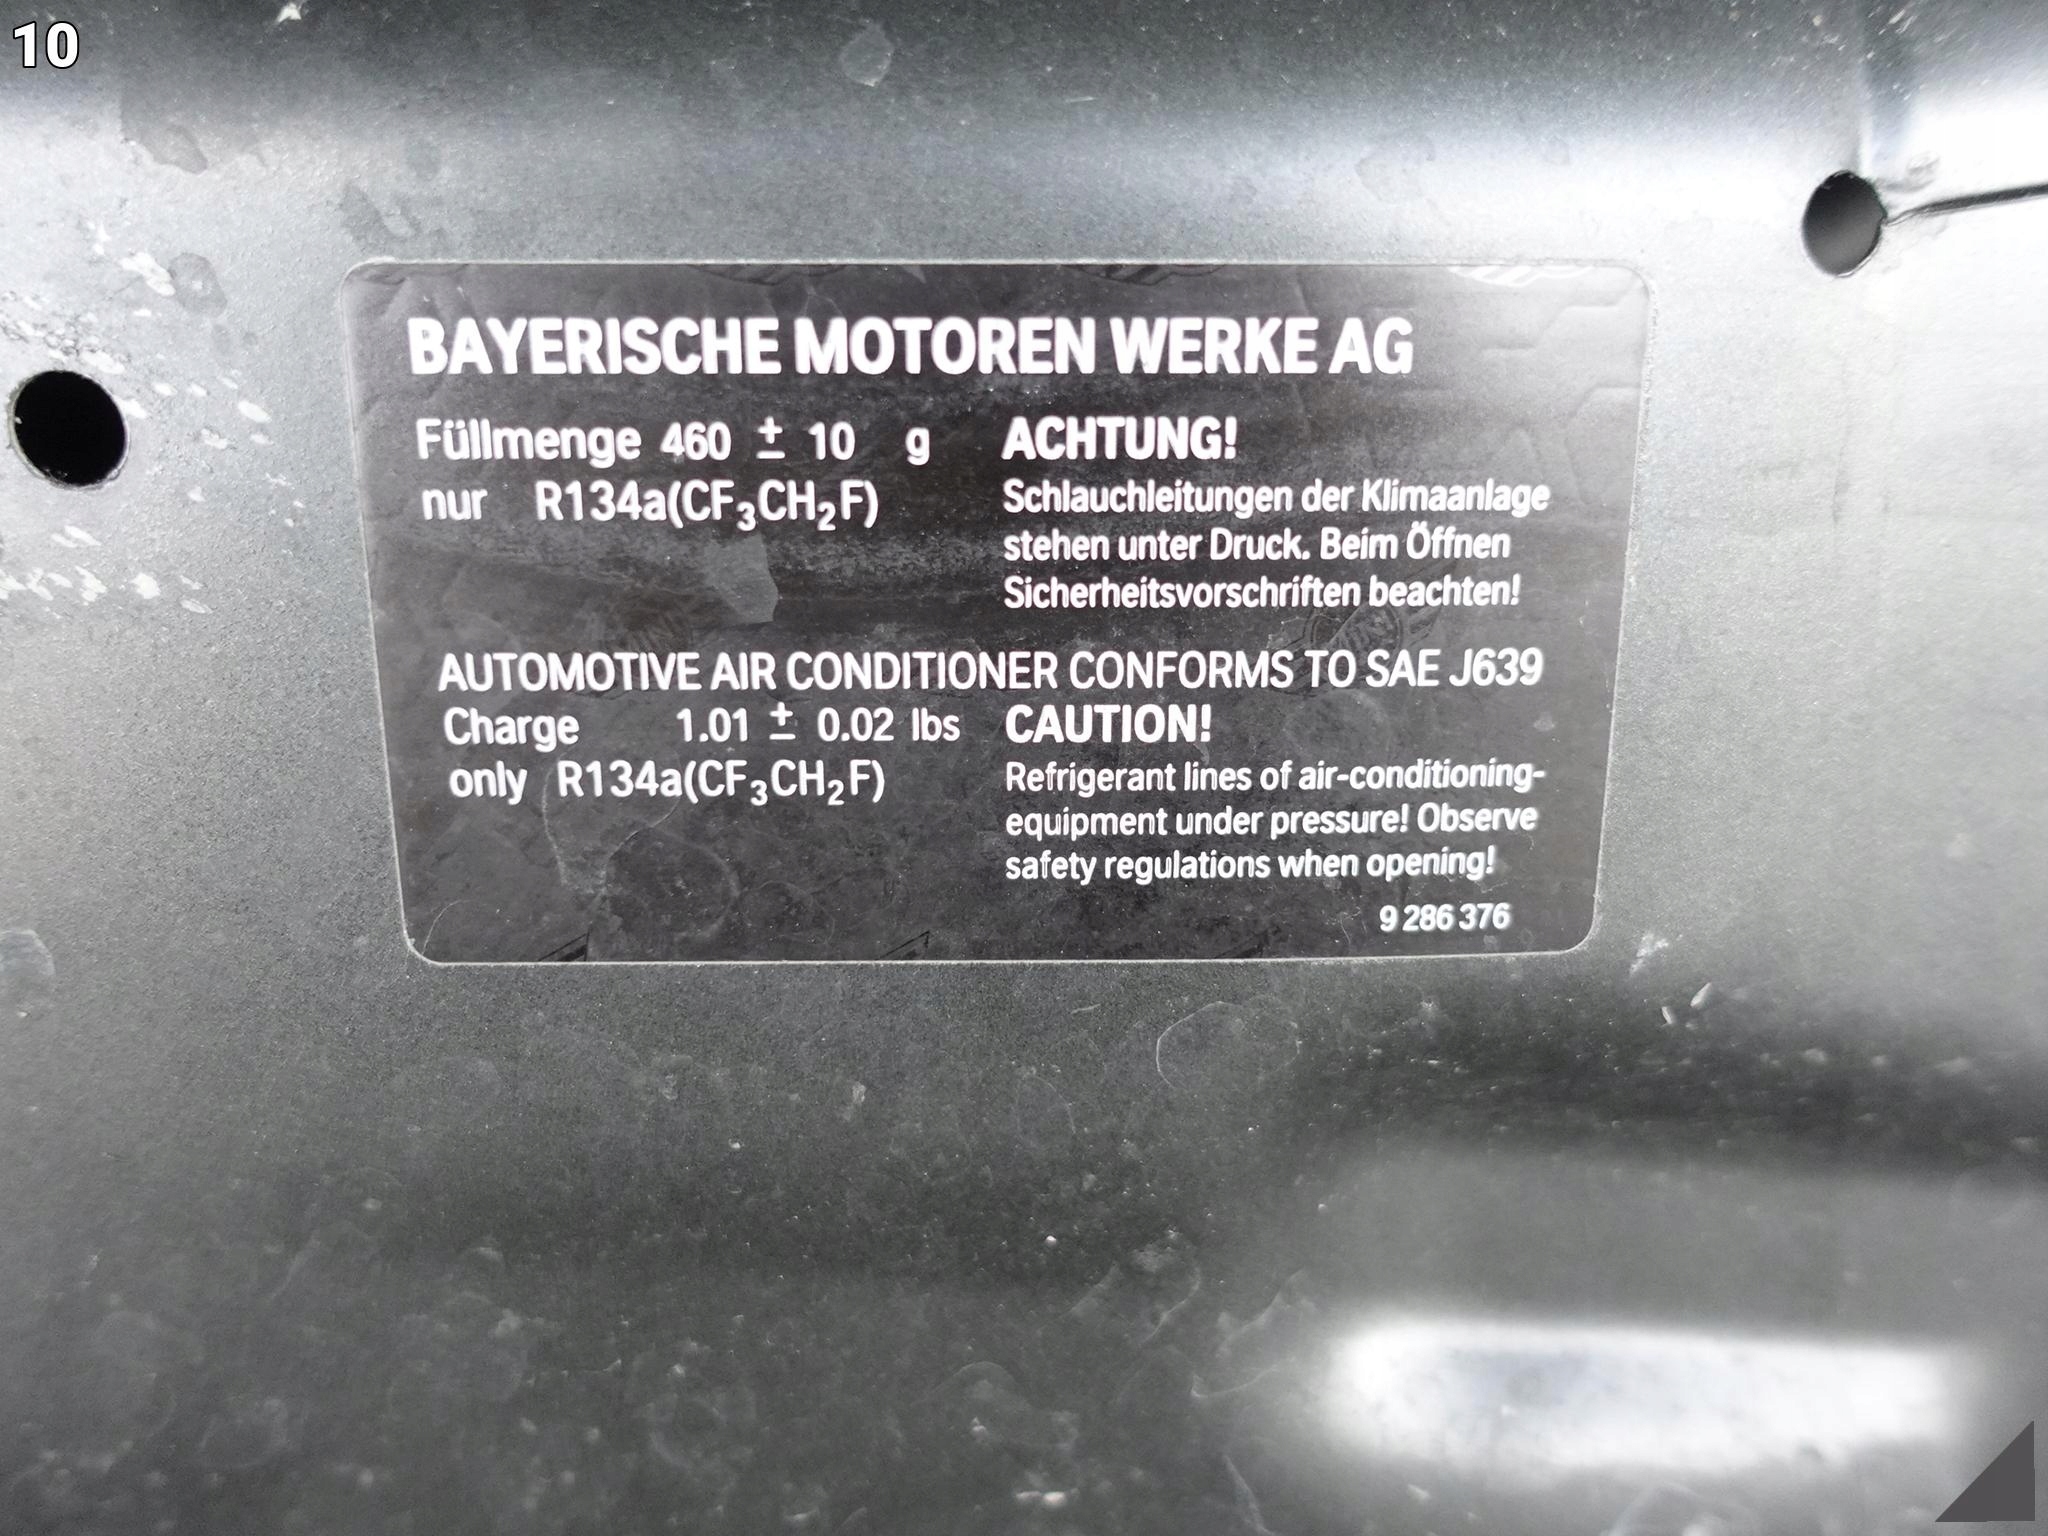 10
BAYERISCHE MOTOREN WERKE AG
Füllmenge 460 ± 10 g
nur R134a(CF₃CH₂F)
ACHTUNG!
Schlauchleitungen der Klimaanlage
stehen unter Druck. Beim Öffnen
Sicherheitsvorschriften beachten!
AUTOMOTIVE AIR CONDITIONER CONFORMS TO SAE J639
Charge 1.01 ± 0.02 lbs
only R134a(CF₃CH₂F)
CAUTION!
Refrigerant lines of air-conditioning-
equipment under pressure! Observe
safety regulations when opening!
9 286 376
MINI